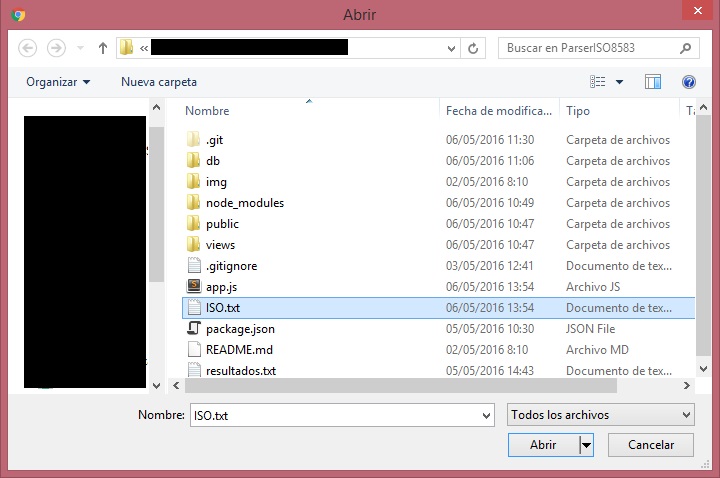 Abrir
«
Buscar en ParserISO8583
Organizar
Nueva carpeta
Nombre Fecha de modifica... Tipo
.git 06/05/2016 11:30 Carpeta de archivos
db 06/05/2016 11:06 Carpeta de archivos
img 02/05/2016 8:10 Carpeta de archivos
node_modules 06/05/2016 10:49 Carpeta de archivos
public 06/05/2016 10:47 Carpeta de archivos
views 06/05/2016 10:47 Carpeta de archivos
.gitignore 03/05/2016 12:41 Documento de tex...
app.js 06/05/2016 13:54 Archivo JS
ISO.txt 06/05/2016 13:54 Documento de tex...
package.json 05/05/2016 10:30 JSON File
README.md 02/05/2016 8:10 Archivo MD
resultados.txt 05/05/2016 14:43 Documento de tex...
Nombre: ISO.txt Todos los archivos
Abrir Cancelar